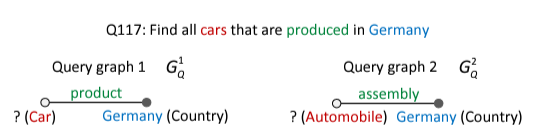 Q117: Find all cars that are produced in Germany
Query graph 1 G_Q^1
product
? (Car) Germany (Country)
Query graph 2 G_Q^2
assembly
? (Automobile) Germany (Country)